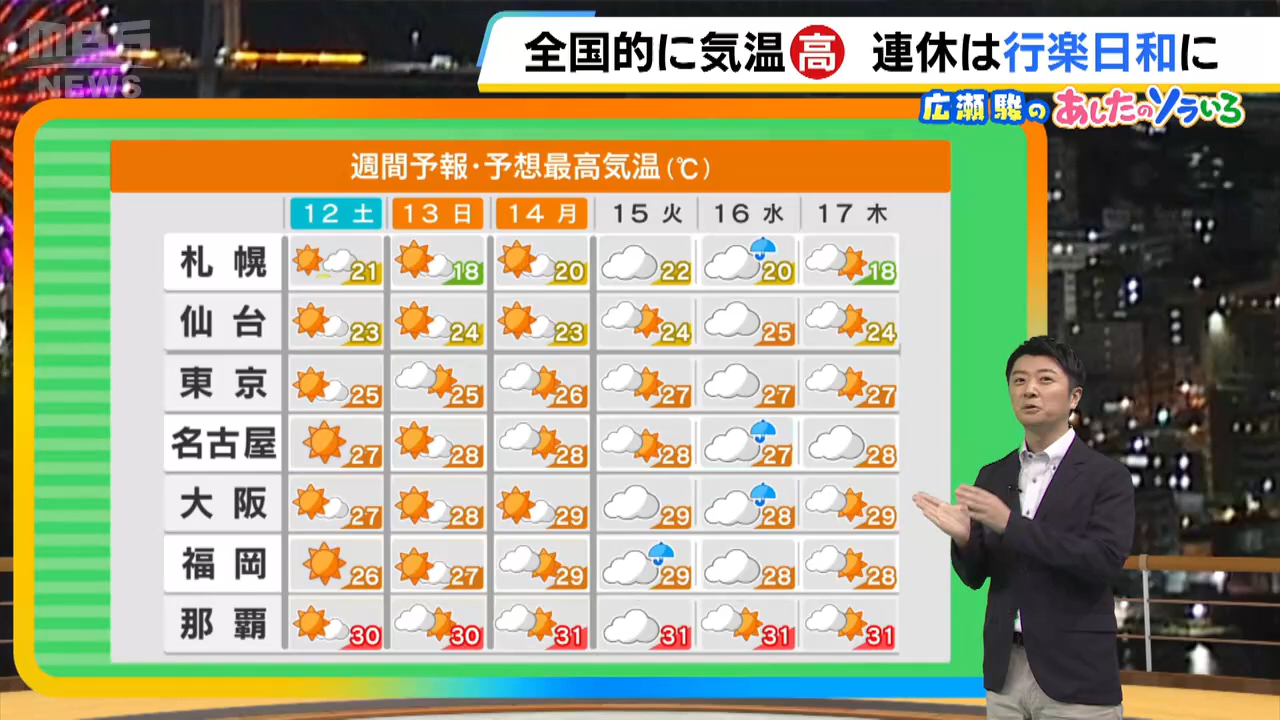 MBS
NEWS
全国的に気温高 連休は行楽日和に
広瀬 駿の あしたのソラいろ
週間予報・予想最高気温(℃)
12 土 13 日 14 月 15 火 16 水 17 木
札幌 21 18 20 22 20 18
仙台 23 24 23 24 25 24
東京 25 25 26 27 27 27
名古屋 27 28 28 28 27 28
大阪 27 28 29 29 28 29
福岡 26 27 29 29 28 28
那覇 30 30 31 31 31 31